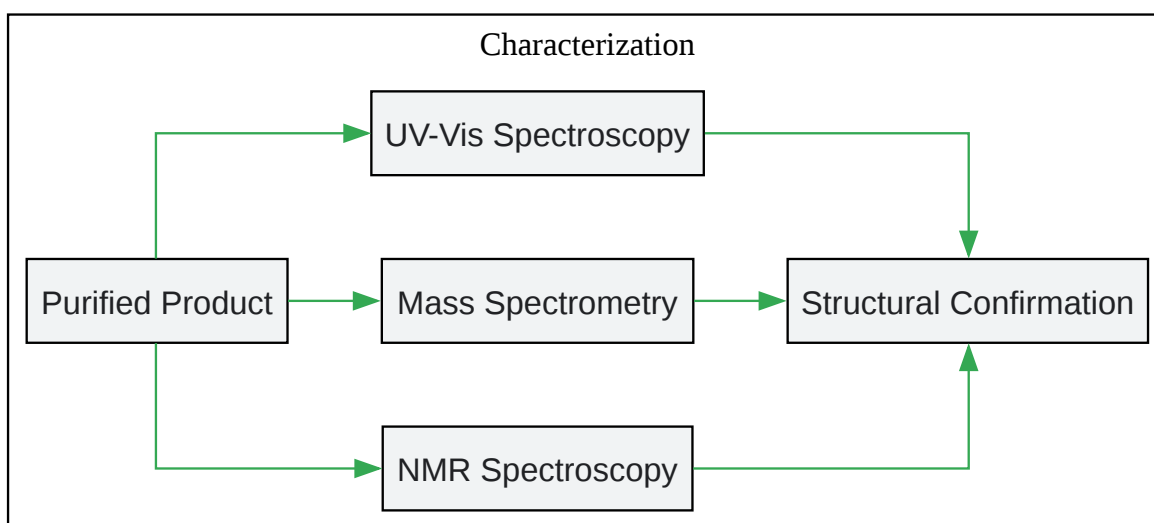 Characterization
UV-Vis Spectroscopy
Purified Product
Mass Spectrometry
Structural Confirmation
NMR Spectroscopy